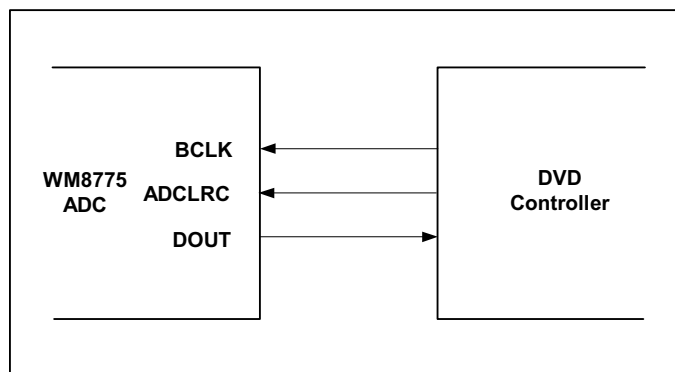 WM8775
ADC
BCLK
ADCLRC
DOUT
DVD
Controller